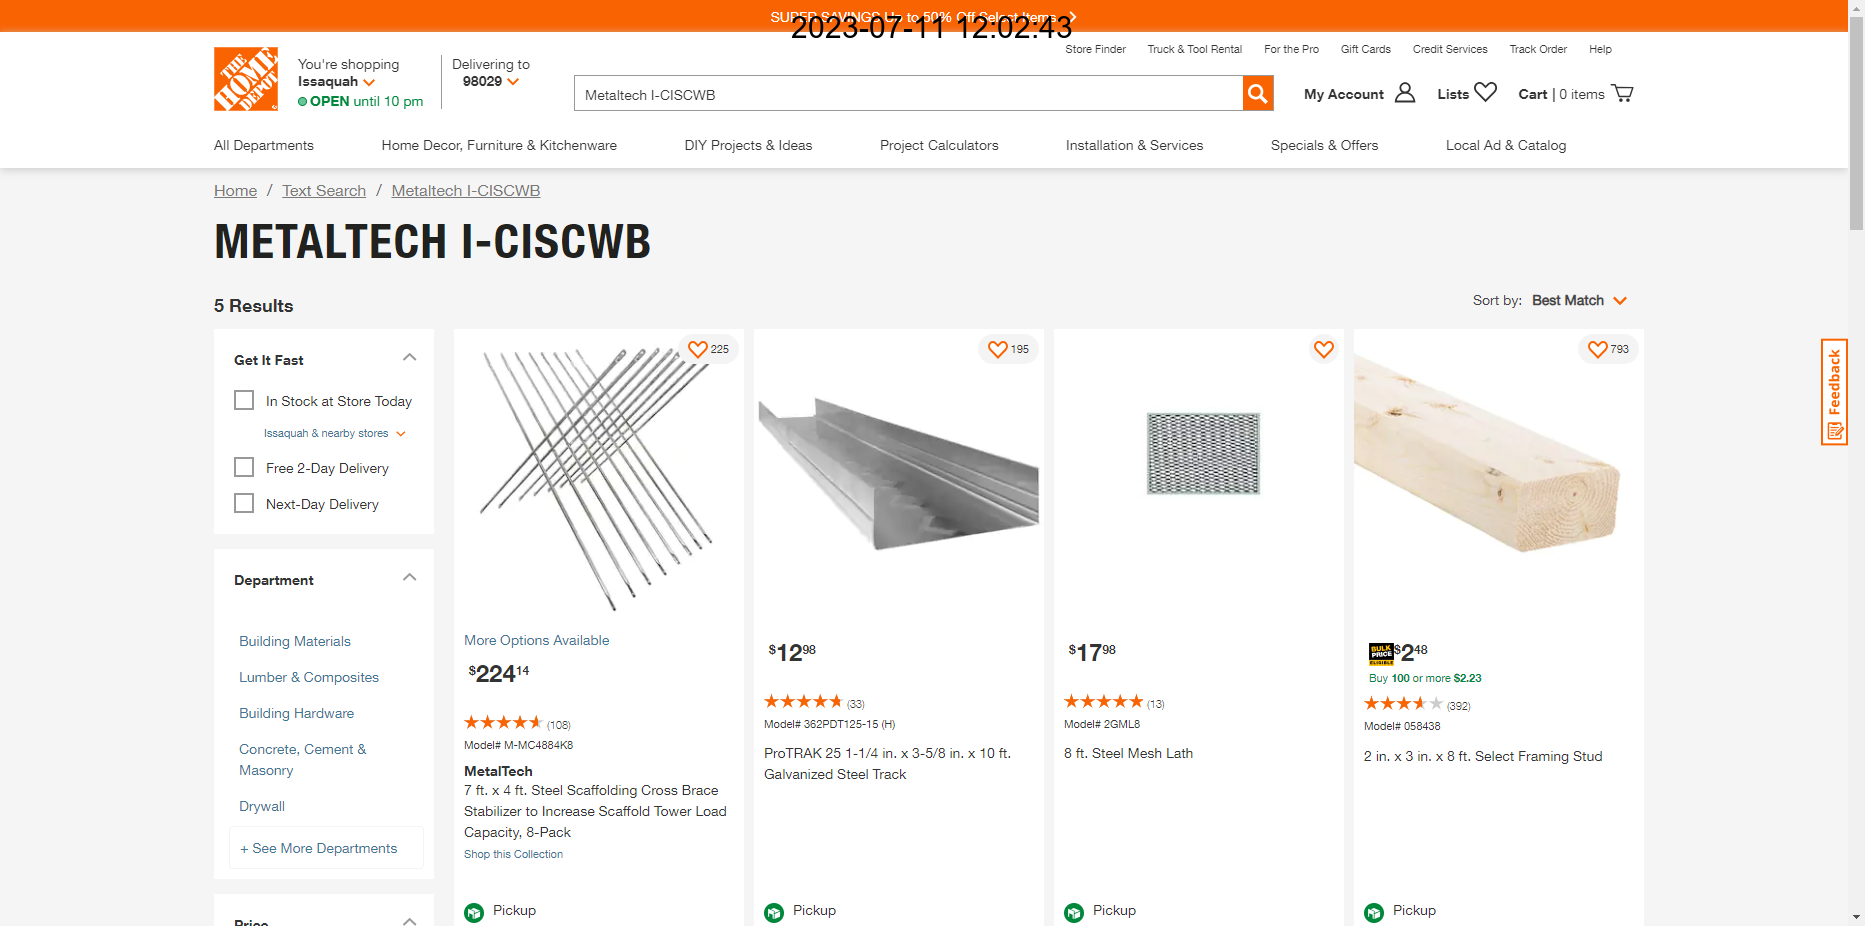 SUPER SAVINGS Up to 50% Off Select Items
2023-07-11 12:02:43
Store Finder
Truck & Tool Rental
For the Pro
Gift Cards
Credit Services
Track Order
Help
THE HOME DEPOT
You're shopping
Issaquah
OPEN until 10 pm
Delivering to
98029
Metaltech I-CISCWB
My Account
Lists
Cart | 0 items
All Departments
Home Decor, Furniture & Kitchenware
DIY Projects & Ideas
Project Calculators
Installation & Services
Specials & Offers
Local Ad & Catalog
Home / Text Search / Metaltech I-CISCWB
METALTECH I-CISCWB
5 Results
Sort by: Best Match
Get It Fast
In Stock at Store Today
Issaquah & nearby stores
Free 2-Day Delivery
Next-Day Delivery
Department
Building Materials
Lumber & Composites
Building Hardware
Concrete, Cement &
Masonry
Drywall
+ See More Departments
Price
225
More Options Available
$224 14
(108)
Model# M-MC4884K8
MetalTech
7 ft. x 4 ft. Steel Scaffolding Cross Brace
Stabilizer to Increase Scaffold Tower Load
Capacity, 8-Pack
Shop this Collection
Pickup
195
$12 98
(33)
Model# 362PDT125-15 (H)
ProTRAK 25 1-1/4 in. x 3-5/8 in. x 10 ft.
Galvanized Steel Track
Pickup
$17 98
(13)
Model# 2GML8
8 ft. Steel Mesh Lath
Pickup
793
BULK
PRICE
ELIGIBLE
$2 48
Buy 100 or more $2.23
(392)
Model# 058438
2 in. x 3 in. x 8 ft. Select Framing Stud
Pickup
Feedback